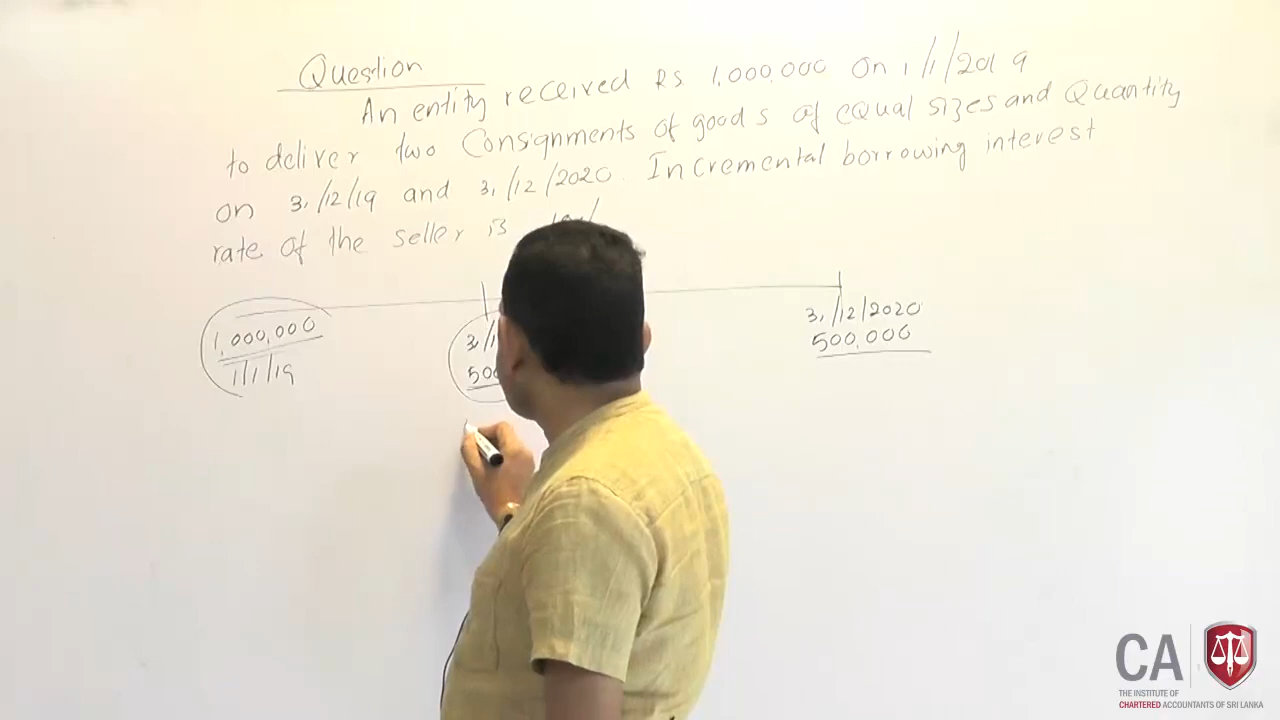 Question
An entity received Rs. 1,000,000 on 1/1/2019
to deliver two Consignments of goods of equal sizes and Quantity
on 31/12/19 and 31/12/2020. Incremental borrowing interest
rate of the seller is
1,000,000
1/1/19
31/12/2020
500,000
CA
THE INSTITUTE OF
CHARTERED ACCOUNTANTS OF SRI LANKA